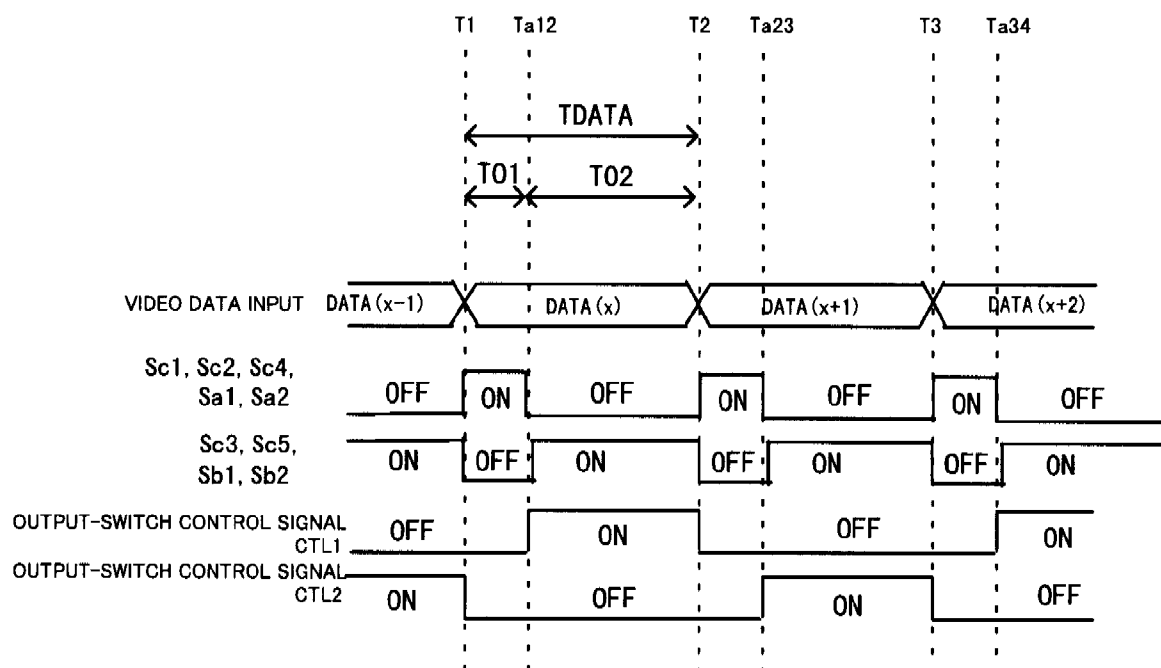 T1 Ta12 T2 Ta23 T3 Ta34
TDATA
T01 T02
VIDEO DATA INPUT DATA(x-1) DATA(x) DATA(x+1) DATA(x+2)
Sc1, Sc2, Sc4,
Sa1, Sa2
OFF ON OFF ON OFF ON OFF
Sc3, Sc5,
Sb1, Sb2
ON OFF ON OFF ON OFF ON
OUTPUT-SWITCH CONTROL SIGNAL
CTL1
OFF ON OFF ON
OUTPUT-SWITCH CONTROL SIGNAL
CTL2
ON OFF ON OFF